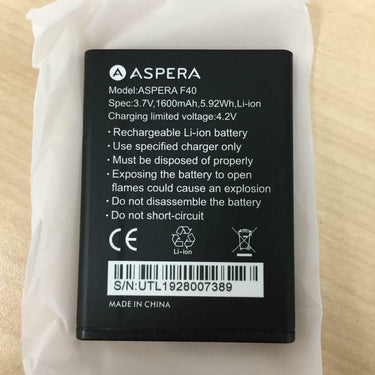 ASPERA
Model:ASPERA F40
Spec:3.7V,1600mAh,5.92Wh,Li-ion
Charging limited voltage:4.2V
• Rechargeable Li-ion battery
• Use specified charger only
• Must be disposed of properly
• Exposing the battery to open
flames could cause an explosion
• Do not disassemble the battery
• Do not short-circuit
CE
Li-ion
S/N:UTL1928007389
MADE IN CHINA